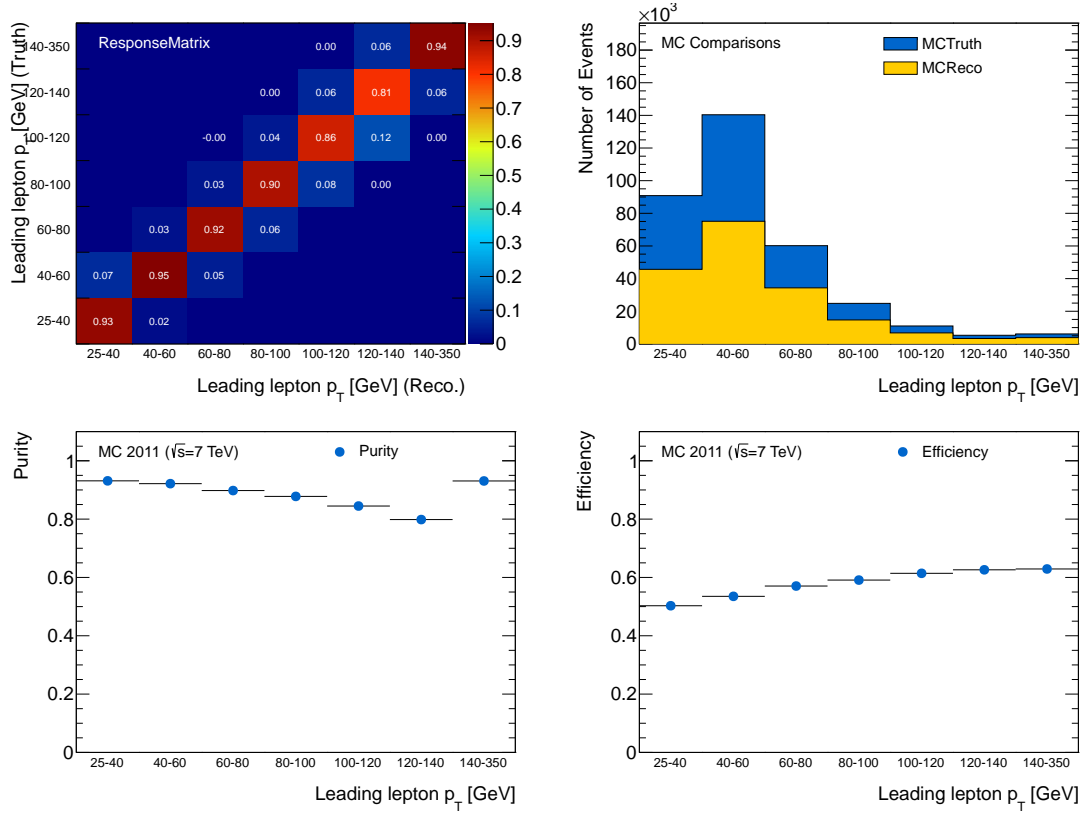 ResponseMatrix
Leading lepton p_T [GeV] (Truth)
140-350 0.00 0.06 0.94
120-140 0.00 0.06 0.81 0.06
100-120 -0.00 0.04 0.86 0.12 0.00
80-100 0.03 0.90 0.08 0.00
60-80 0.03 0.92 0.06
40-60 0.07 0.95 0.05
25-40 0.93 0.02
25-40 40-60 60-80 80-100 100-120 120-140 140-350
Leading lepton p_T [GeV] (Reco.)
0.9
0.8
0.7
0.6
0.5
0.4
0.3
0.2
0.1
0
×10³
MC Comparisons
MCTruth
MCReco
Number of Events
180
160
140
120
100
80
60
40
20
0
25-40 40-60 60-80 80-100 100-120 120-140 140-350
Leading lepton p_T [GeV]
MC 2011 (√s=7 TeV)
Purity
Purity
1
0.8
0.6
0.4
0.2
0
25-40 40-60 60-80 80-100 100-120 120-140 140-350
Leading lepton p_T [GeV]
MC 2011 (√s=7 TeV)
Efficiency
Efficiency
1
0.8
0.6
0.4
0.2
0
25-40 40-60 60-80 80-100 100-120 120-140 140-350
Leading lepton p_T [GeV]